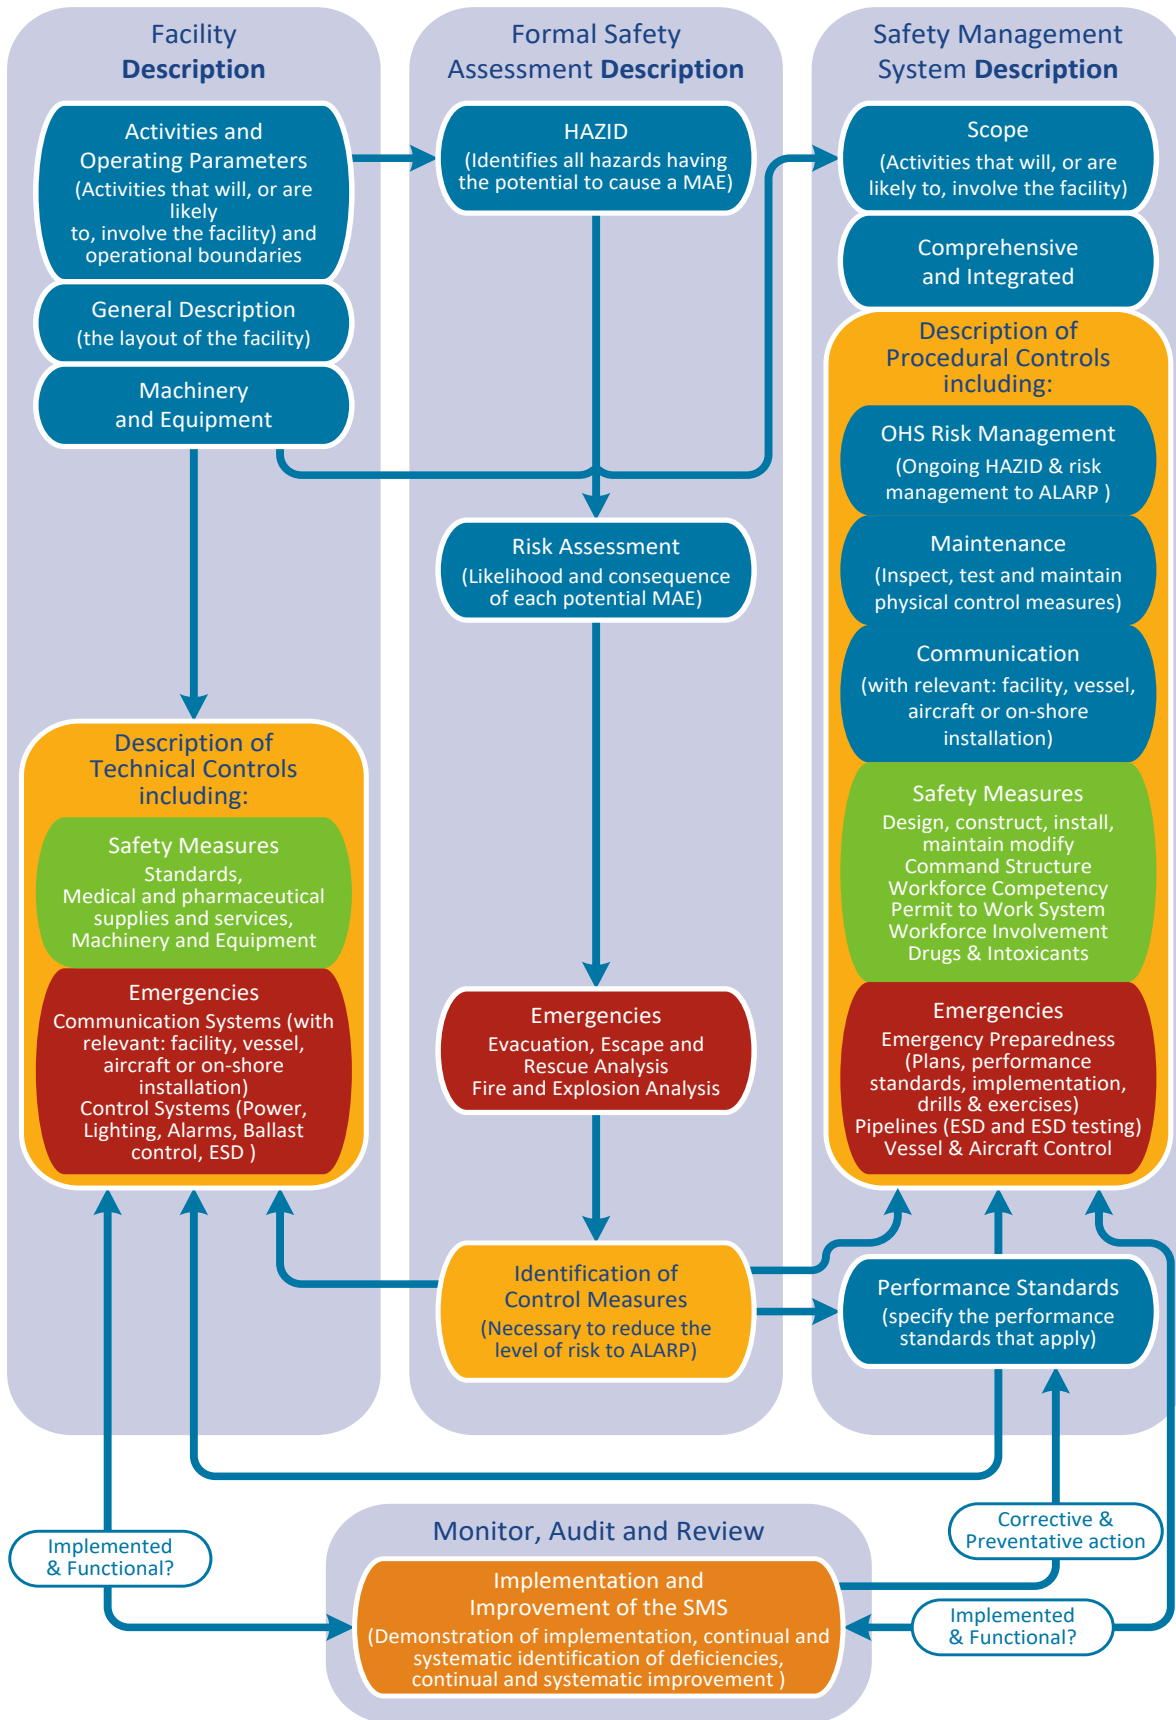 Facility
Description
Activities and
Operating Parameters
(Activities that will, or are
likely
to, involve the facility) and
operational boundaries
General Description
(the layout of the facility)
Machinery
and Equipment
Description of
Technical Controls
including:
Safety Measures
Standards,
Medical and pharmaceutical
supplies and services,
Machinery and Equipment
Emergencies
Communication Systems (with
relevant: facility, vessel,
aircraft or on-shore
installation)
Control Systems (Power,
Lighting, Alarms, Ballast
control, ESD )
Formal Safety
Assessment Description
HAZID
(Identifies all hazards having
the potential to cause a MAE)
Risk Assessment
(Likelihood and consequence
of each potential MAE)
Emergencies
Evacuation, Escape and
Rescue Analysis
Fire and Explosion Analysis
Identification of
Control Measures
(Necessary to reduce the
level of risk to ALARP)
Safety Management
System Description
Scope
(Activities that will, or are
likely to, involve the facility)
Comprehensive
and Integrated
Description of
Procedural Controls
including:
OHS Risk Management
(Ongoing HAZID & risk
management to ALARP )
Maintenance
(Inspect, test and maintain
physical control measures)
Communication
(with relevant: facility, vessel,
aircraft or on-shore
installation)
Safety Measures
Design, construct, install,
maintain modify
Command Structure
Workforce Competency
Permit to Work System
Workforce Involvement
Drugs & Intoxicants
Emergencies
Emergency Preparedness
(Plans, performance
standards, implementation,
drills & exercises)
Pipelines (ESD and ESD testing)
Vessel & Aircraft Control
Performance Standards
(specify the performance
standards that apply)
Implemented
& Functional?
Monitor, Audit and Review
Implementation and
Improvement of the SMS
(Demonstration of implementation, continual and
systematic identification of deficiencies,
continual and systematic improvement )
Corrective &
Preventative action
Implemented
& Functional?